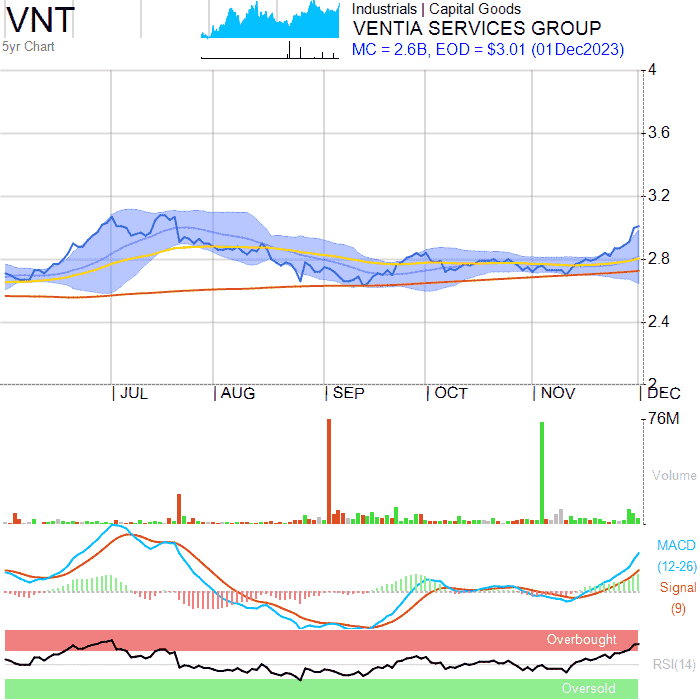 VNT
5yr Chart
Industrials | Capital Goods
VENTIA SERVICES GROUP
MC = 2.6B, EOD = $3.01 (01Dec2023)
4
3.6
3.2
2.8
2.4
2
JUL AUG SEP OCT NOV DEC
76M
Volume
MACD
(12-26)
Signal
(9)
Overbought
RSI(14)
Oversold